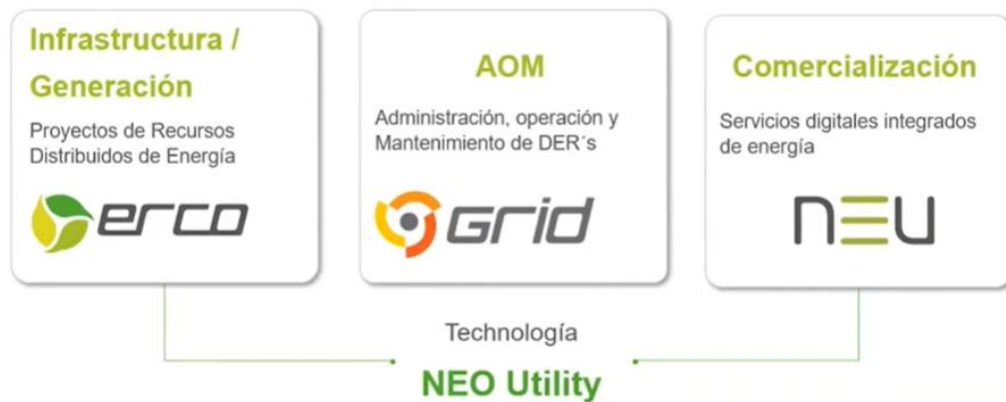 Infrastructura /
Generación
Proyectos de Recursos
Distribuidos de Energía
erco
AOM
Administración, operación y
Mantenimiento de DER´s
Grid
Comercialización
Servicios digitales integrados
de energía
nEU
Technología
NEO Utility